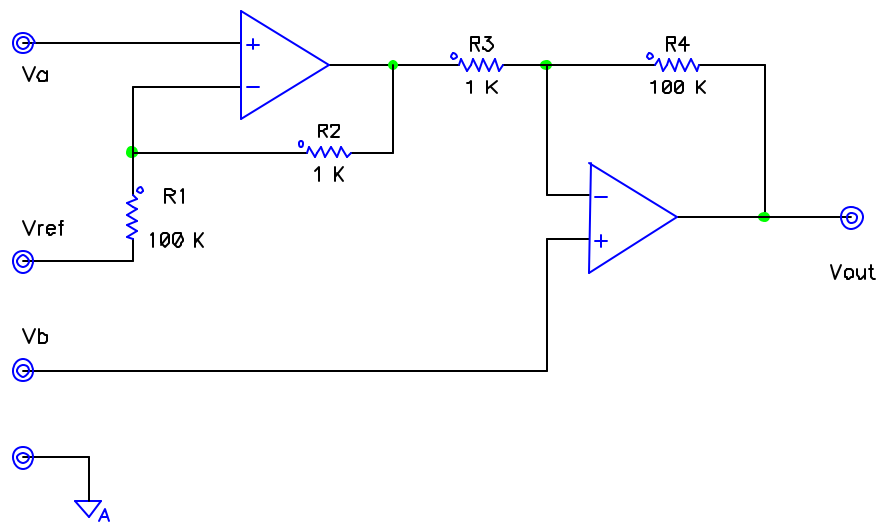 R3
R4
+
Va
−
1 K
100 K
R2
1 K
R1
−
Vref
100 K
+
Vout
Vb
A